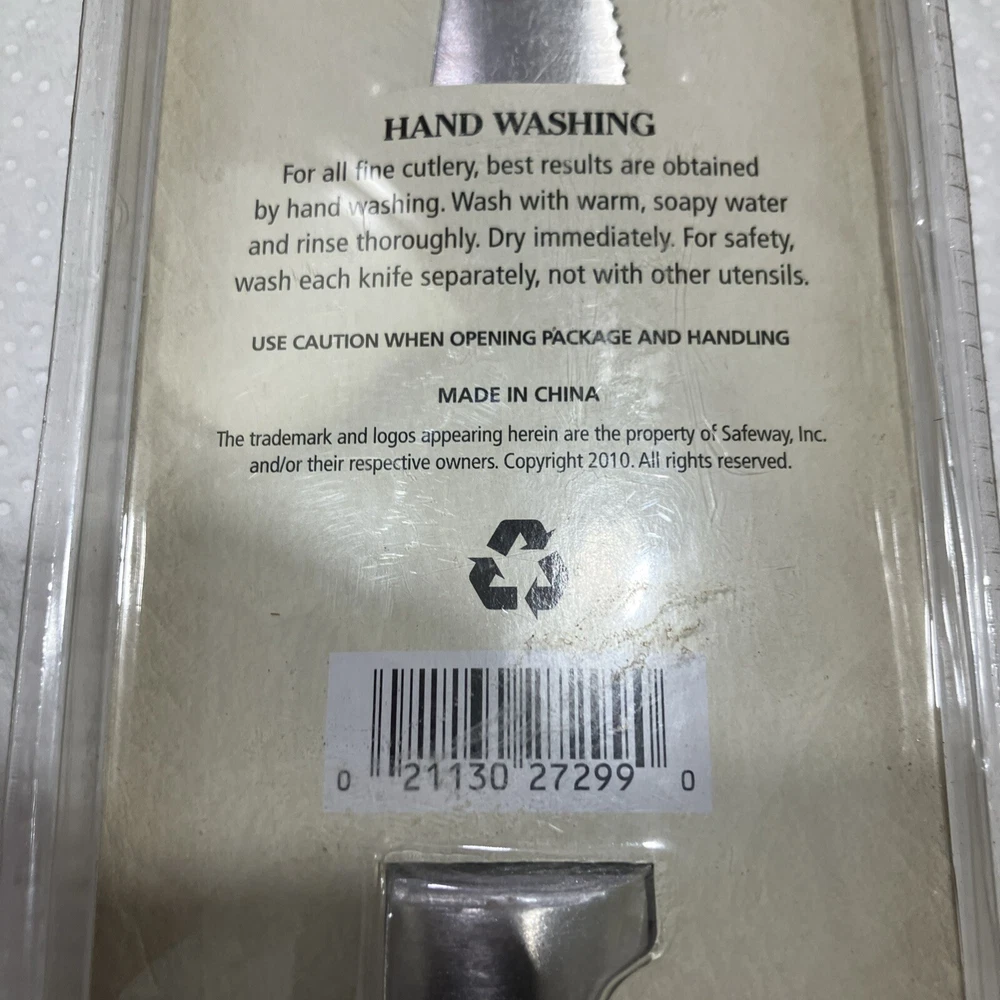 HAND WASHING
For all fine cutlery, best results are obtained
by hand washing. Wash with warm, soapy water
and rinse thoroughly. Dry immediately. For safety,
wash each knife separately, not with other utensils.
USE CAUTION WHEN OPENING PACKAGE AND HANDLING
MADE IN CHINA
The trademark and logos appearing herein are the property of Safeway, Inc.
and/or their respective owners. Copyright 2010. All rights reserved.
0 21130 27299 0